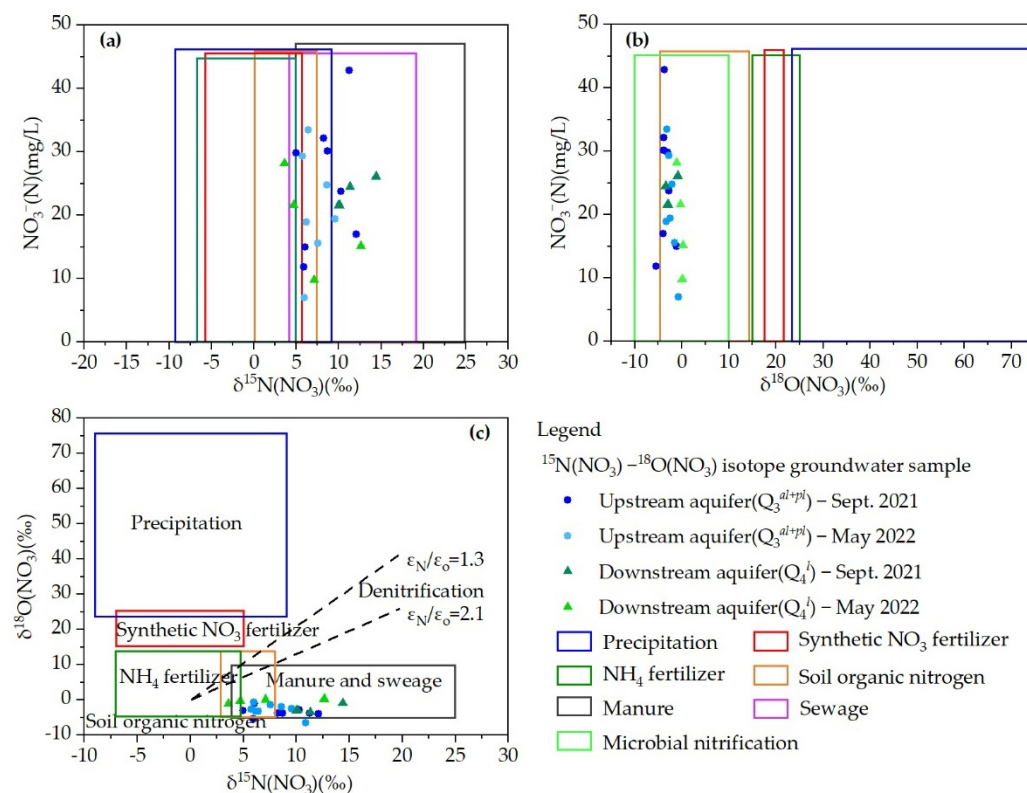 (a)
NO₃⁻(N)(mg/L)
50
40
30
20
10
0
-20 -15 -10 -5 0 5 10 15 20 25 30
δ¹⁵N(NO₃)(‰)
(b)
NO₃⁻(N)(mg/L)
50
40
30
20
10
0
-10 0 10 20 30 40 50 60 70
δ¹⁸O(NO₃)(‰)
(c)
δ¹⁸O(NO₃)(‰)
80
70
60
50
40
30
20
10
0
-10
Precipitation
ε_N/ε_o=1.3
Denitrification
ε_N/ε_o=2.1
Synthetic NO₃ fertilizer
NH₄ fertilizer
Manure and sweage
Soil organic nitrogen
-10 -5 0 5 10 15 20 25 30
δ¹⁵N(NO₃)(‰)
Legend
¹⁵N(NO₃) – ¹⁸O(NO₃) isotope groundwater sample
Upstream aquifer(Q₃ᵃˡ⁺ᵖˡ) – Sept. 2021
Upstream aquifer(Q₃ᵃˡ⁺ᵖˡ) – May 2022
Downstream aquifer(Q₄ˡ) – Sept. 2021
Downstream aquifer(Q₄ˡ) – May 2022
Precipitation
Synthetic NO₃ fertilizer
NH₄ fertilizer
Soil organic nitrogen
Manure
Sewage
Microbial nitrification